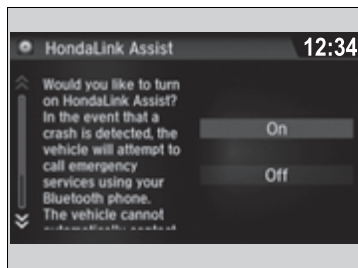 HondaLink Assist
12:34
Would you like to turn
on HondaLink Assist?
In the event that a
crash is detected, the
vehicle will attempt to
call emergency
services using your
Bluetooth phone.
The vehicle cannot
On
Off